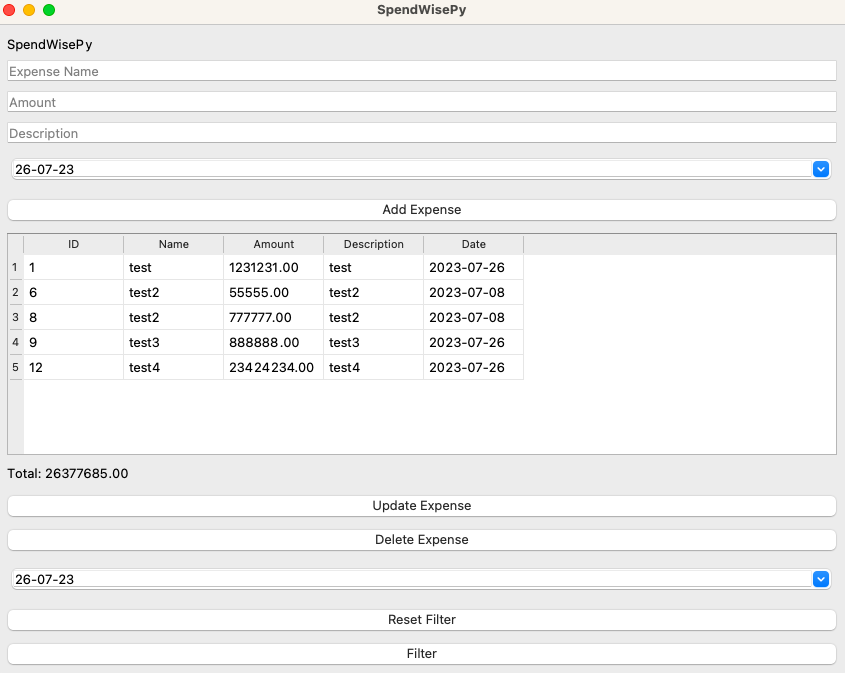 SpendWisePy
SpendWisePy
Expense Name
Amount
Description
26-07-23
Add Expense
ID Name Amount Description Date
1 1 test 1231231.00 test 2023-07-26
2 6 test2 55555.00 test2 2023-07-08
3 8 test2 777777.00 test2 2023-07-08
4 9 test3 888888.00 test3 2023-07-26
5 12 test4 23424234.00 test4 2023-07-26
Total: 26377685.00
Update Expense
Delete Expense
26-07-23
Reset Filter
Filter